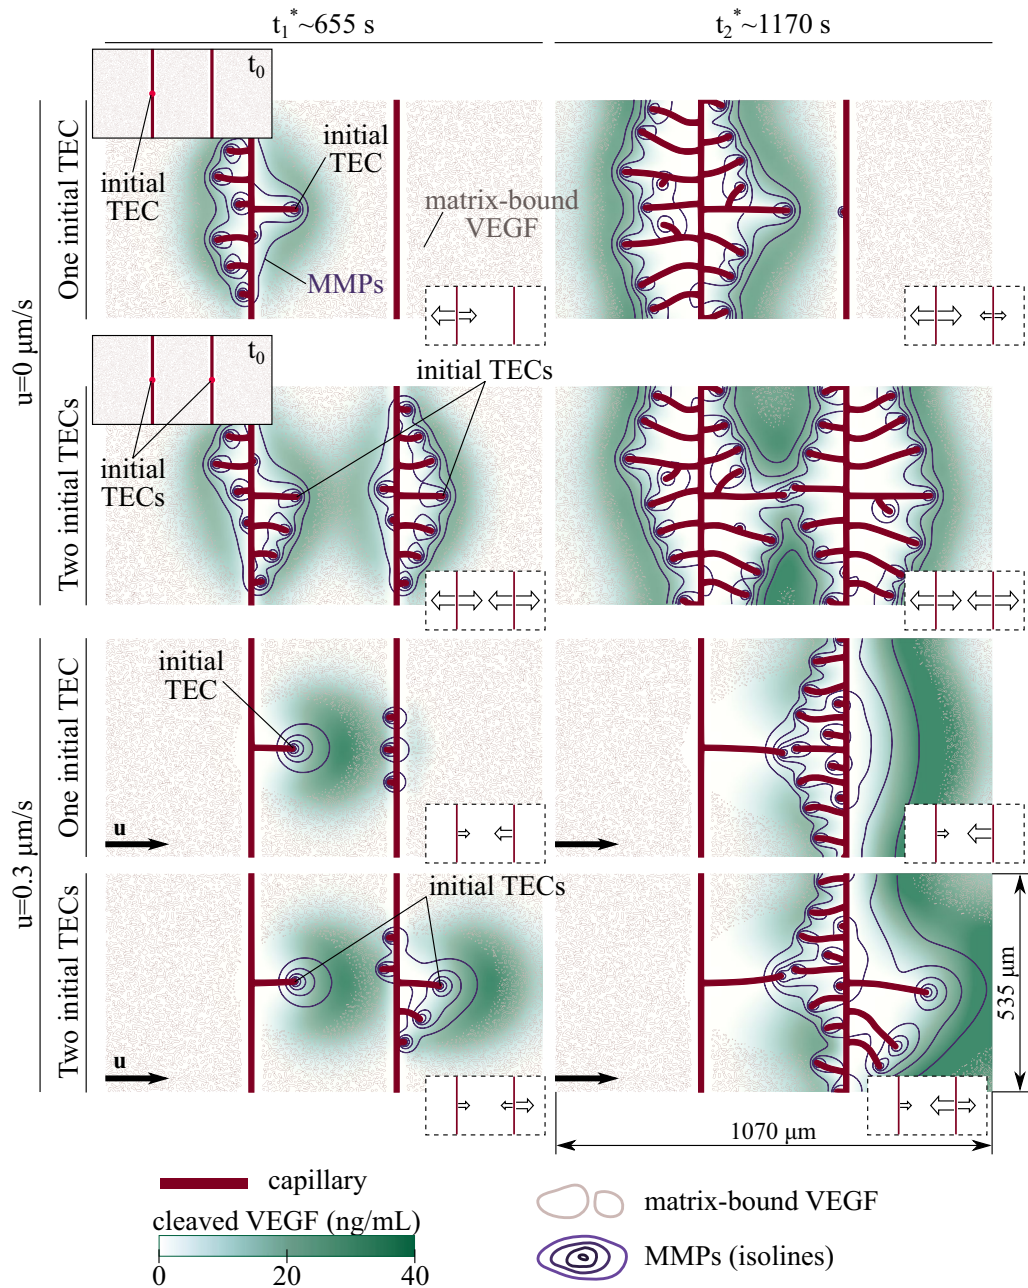 t₁*~655 s
t₂*~1170 s
u=0 μm/s
One initial TEC
t₀
initial
TEC
initial
TEC
MMPs
matrix-bound
VEGF
Two initial TECs
t₀
initial
TECs
initial TECs
u=0.3 μm/s
One initial TEC
initial
TEC
u
Two initial TECs
initial TECs
u
535 μm
1070 μm
capillary
cleaved VEGF (ng/mL)
0
20
40
matrix-bound VEGF
MMPs (isolines)